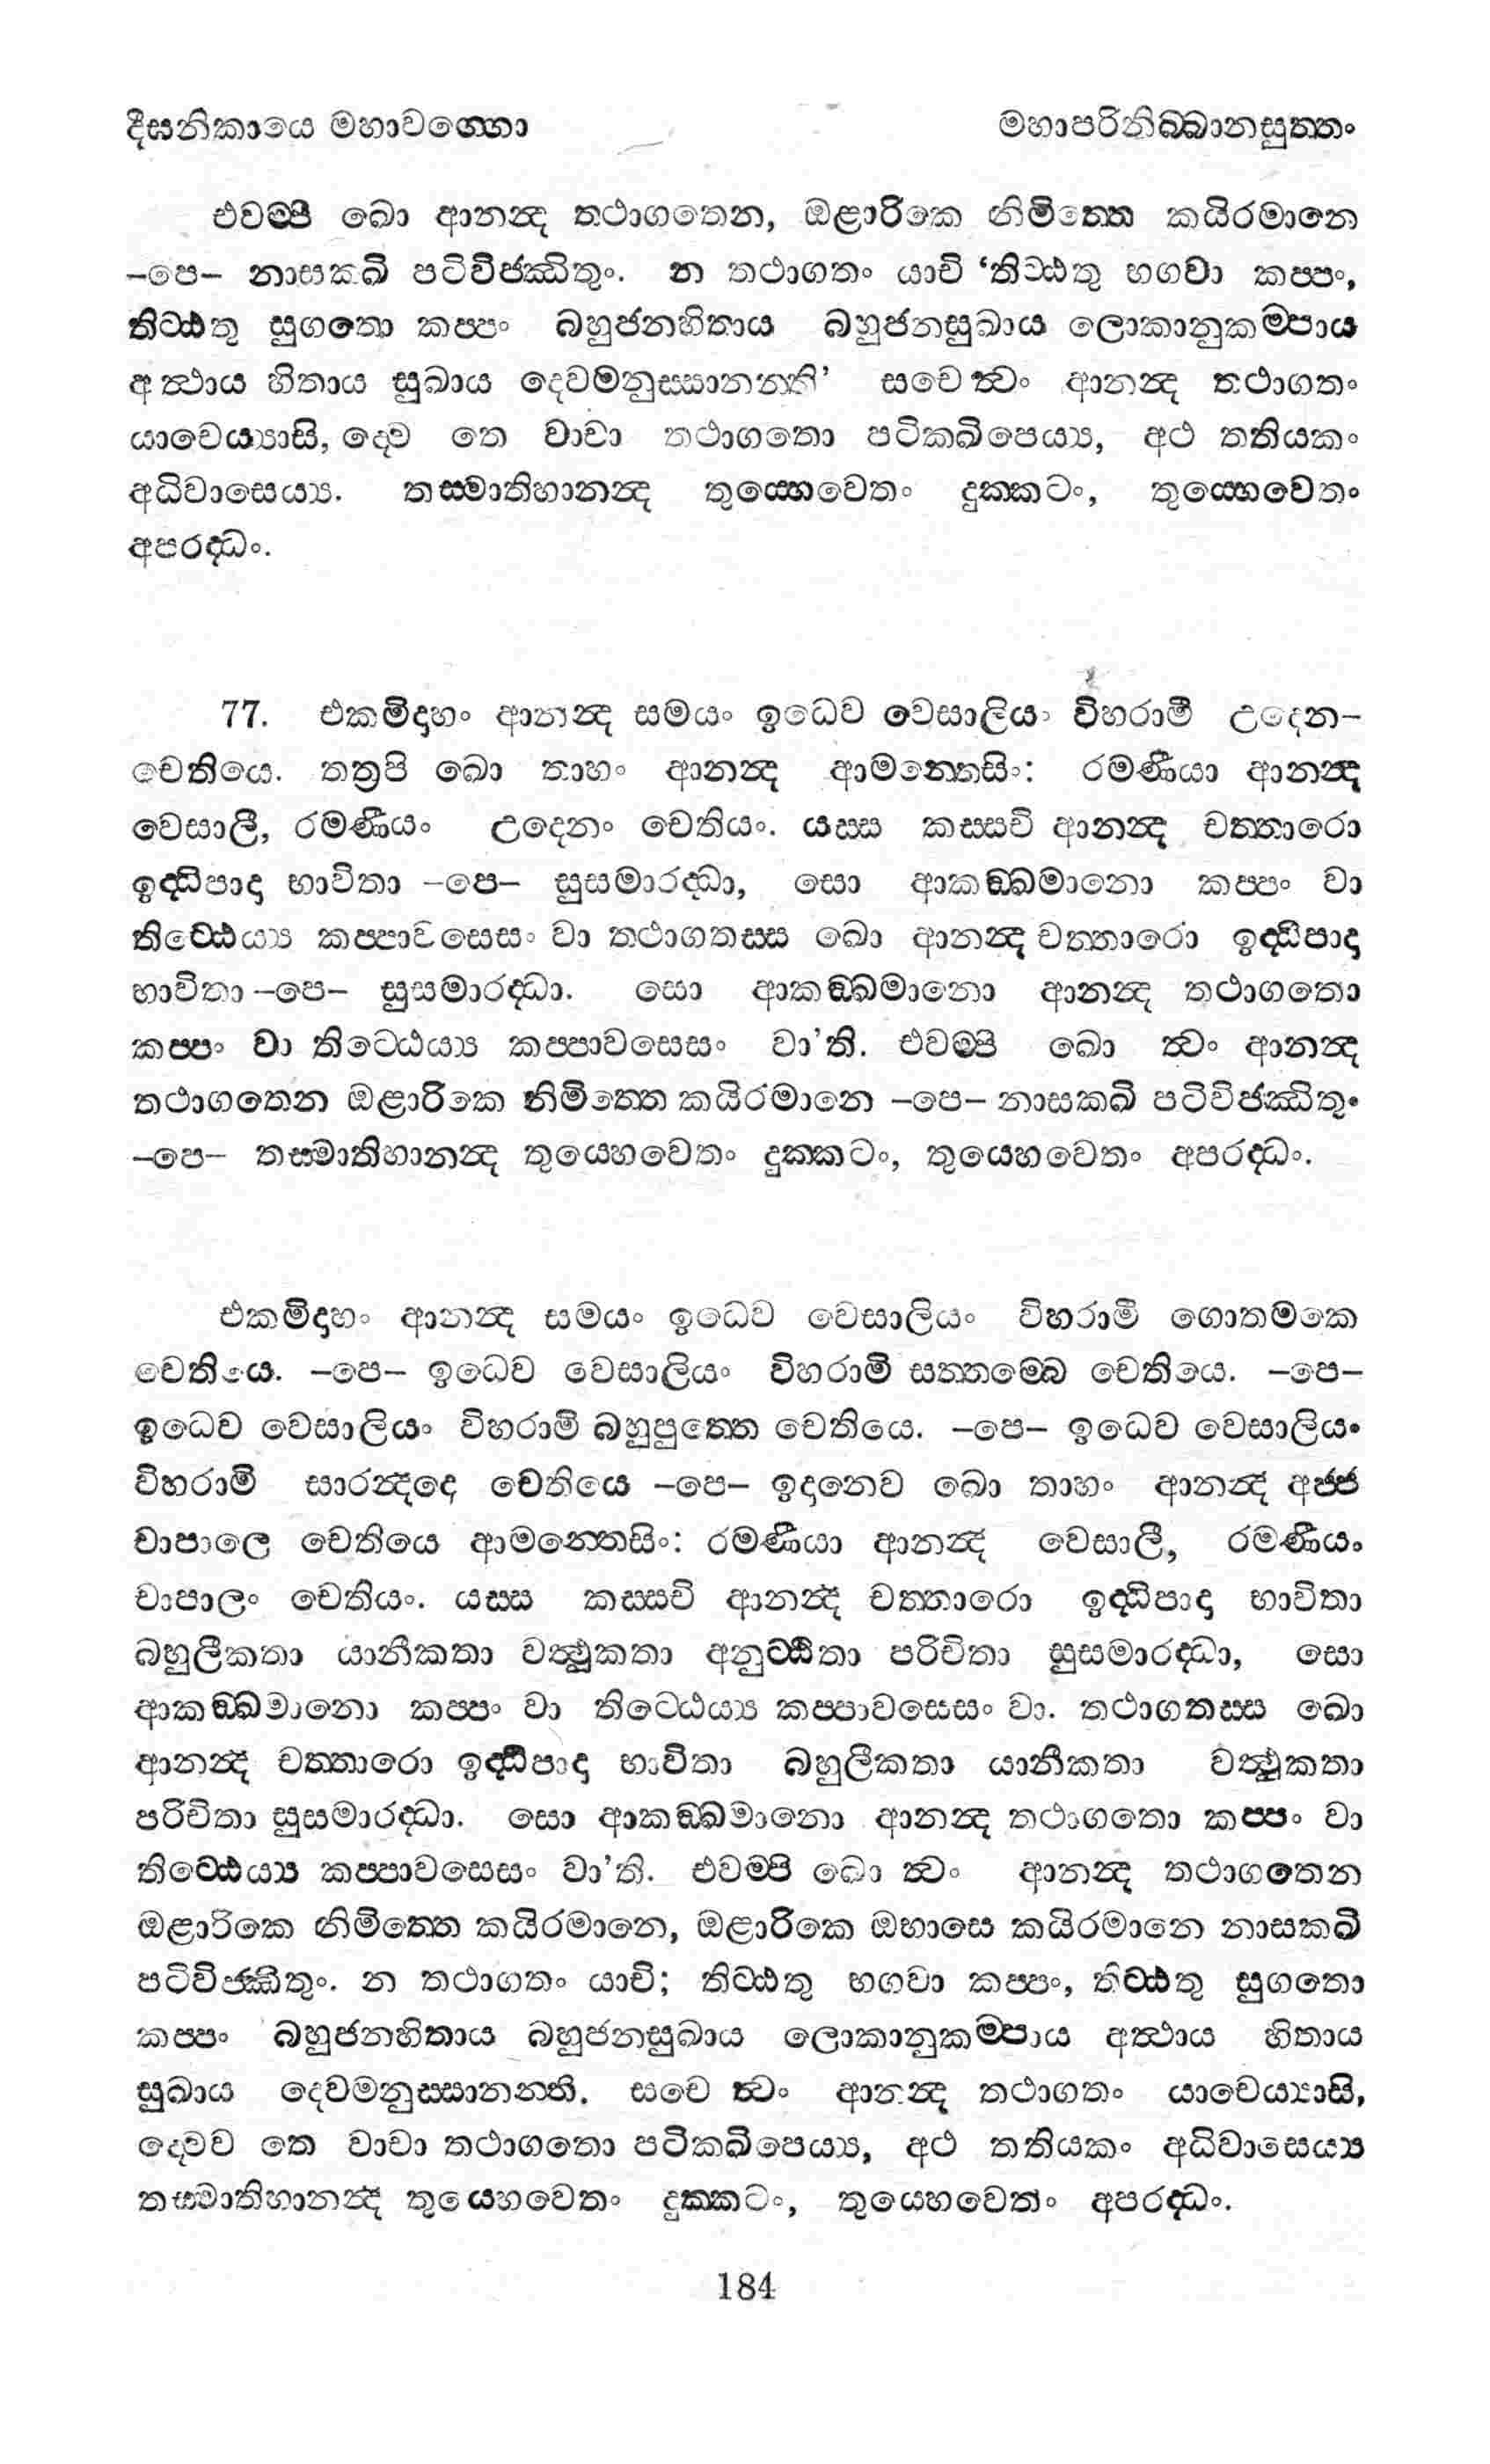 දීඝනිකායෙ මහාවග්ගො මහාපරිනිබ්බානසුත්තං
එවම්පි ඛො ආනන්ද තථාගතෙන, ඔළාරිකෙ නිමිත්තෙ කයිරමානෙ
–පෙ– නාසක්ඛි පටිවිජ්ඣිතුං. න තථාගතං යාචි ‘තිට්ඨතු භගවා කප්පං,
තිට්ඨතු සුගතො කප්පං බහුජනහිතාය බහුජනසුඛාය ලොකානුකම්පාය
අත්ථාය හිතාය සුඛාය දෙවමනුස්සානන්ති’ සචෙ ත්වං ආනන්ද තථාගතං
යාචෙය්‍යාසි, ද්වෙව තෙ වාචා තථාගතො පටික්ඛිපෙය්‍ය, අථ තතියකං
අධිවාසෙය්‍ය. තස්මාතිහානන්ද තුය්හෙවෙතං දුක්කටං, තුය්හෙවෙතං
අපරද්ධං.
77. එකමිදාහං ආනන්ද සමයං ඉධෙව වෙසාලියං විහරාමි උදෙන–
චෙතියෙ. තත්‍රපි ඛො තාහං ආනන්ද ආමන්තෙසිං: රමණීයා ආනන්ද
වෙසාලී, රමණීයං උදෙනං චෙතියං. යස්ස කස්සචි ආනන්ද චත්තාරො
ඉද්ධිපාදා භාවිතා –පෙ– සුසමාරද්ධා, සො ආකඞ්ඛමානො කප්පං වා
තිට්ඨෙය්‍ය කප්පාවසෙසං වා තථාගතස්ස ඛො ආනන්ද චත්තාරො ඉද්ධිපාදා
භාවිතා –පෙ– සුසමාරද්ධා. සො ආකඞ්ඛමානො ආනන්ද තථාගතො
කප්පං වා තිට්ඨෙය්‍ය කප්පාවසෙසං වා’ති. එවම්පි ඛො ත්වං ආනන්ද
තථාගතෙන ඔළාරිකෙ නිමිත්තෙ කයිරමානෙ –පෙ– නාසක්ඛි පටිවිජ්ඣිතුං
–පෙ– තස්මාතිහානන්ද තුය්හෙවෙතං දුක්කටං, තුය්හෙවෙතං අපරද්ධං.
එකමිදාහං ආනන්ද සමයං ඉධෙව වෙසාලියං විහරාමි ගොතමකෙ
චෙතියෙ. –පෙ– ඉධෙව වෙසාලියං විහරාමි සත්තම්බෙ චෙතියෙ. –පෙ–
ඉධෙව වෙසාලියං විහරාමි බහුපුත්තෙ චෙතියෙ. –පෙ– ඉධෙව වෙසාලියං
විහරාමි සාරන්දදෙ චෙතියෙ –පෙ– ඉදානෙව ඛො තාහං ආනන්ද අජ්ජ
චාපාලෙ චෙතියෙ ආමන්තෙසිං: රමණීයා ආනන්ද වෙසාලී, රමණීයං
චාපාලං චෙතියං. යස්ස කස්සචි ආනන්ද චත්තාරො ඉද්ධිපාදා භාවිතා
බහුලීකතා යානීකතා වත්ථුකතා අනුට්ඨිතා පරිචිතා සුසමාරද්ධා, සො
ආකඞ්ඛමානො කප්පං වා තිට්ඨෙය්‍ය කප්පාවසෙසං වා. තථාගතස්ස ඛො
ආනන්ද චත්තාරො ඉද්ධිපාදා භාවිතා බහුලීකතා යානීකතා වත්ථුකතා
පරිචිතා සුසමාරද්ධා. සො ආකඞ්ඛමානො ආනන්ද තථාගතො කප්පං වා
තිට්ඨෙය්‍ය කප්පාවසෙසං වා’ති. එවම්පි ඛො ත්වං ආනන්ද තථාගතෙන
ඔළාරිකෙ නිමිත්තෙ කයිරමානෙ, ඔළාරිකෙ ඔභාසෙ කයිරමානෙ නාසක්ඛි
පටිවිජ්ඣිතුං. න තථාගතං යාචි; තිට්ඨතු භගවා කප්පං, තිට්ඨතු සුගතො
කප්පං බහුජනහිතාය බහුජනසුඛාය ලොකානුකම්පාය අත්ථාය හිතාය
සුඛාය දෙවමනුස්සානන්ති. සචෙ ත්වං ආනන්ද තථාගතං යාචෙය්‍යාසි,
ද්වෙව තෙ වාචා තථාගතො පටික්ඛිපෙය්‍ය, අථ තතියකං අධිවාසෙය්‍ය
තස්මාතිහානන්ද තුය්හෙවෙතං දුක්කටං, තුය්හෙවෙතං අපරද්ධං.
184